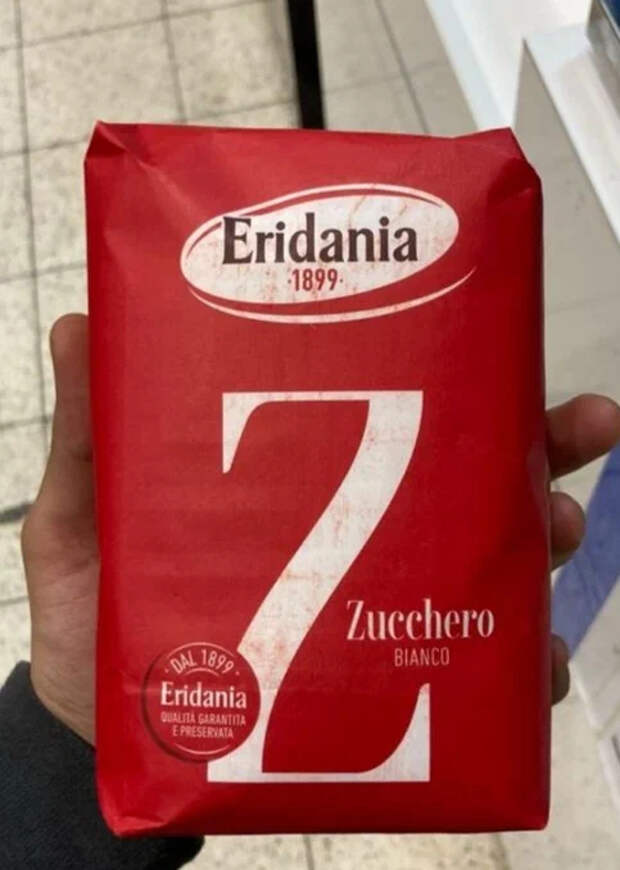 Eridania
·1899·
Z
Zucchero
BIANCO
· DAL 1899 ·
Eridania
QUALITÀ GARANTITA
E PRESERVATA